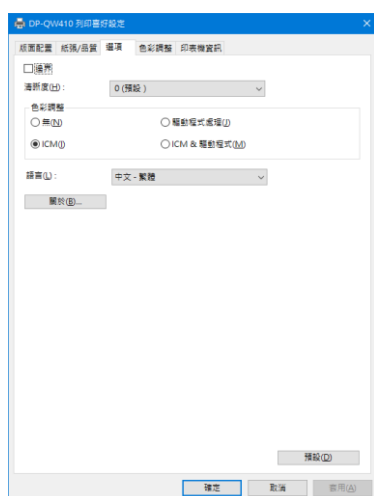 DP-QW410 列印喜好設定
版面配置 紙張/品質 選項 色彩調整 印表機資訊
邊界
清晰度(H): 0 (預設)
色彩調整
無(N) 驅動程式處理(J)
ICM(I) ICM & 驅動程式(M)
語言(L): 中文 - 繁體
關於(B)...
預設(D)
確定 取消 套用(A)